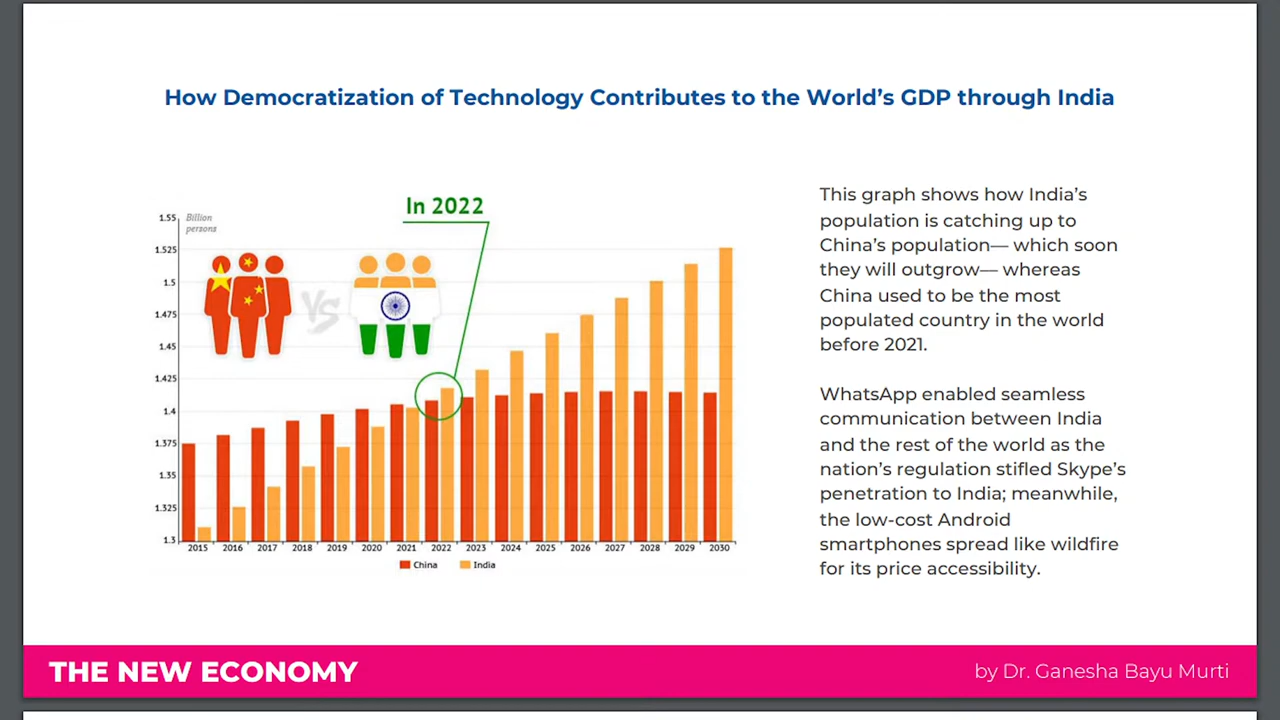 How Democratization of Technology Contributes to the World's GDP through India
In 2022
Billion
persons
1.55
1.525
1.5
1.475
1.45
1.425
1.4
1.375
1.35
1.325
1.3
VS
2015 2016 2017 2018 2019 2020 2021 2022 2023 2024 2025 2026 2027 2028 2029 2030
China India
This graph shows how India's
population is catching up to
China's population— which soon
they will outgrow— whereas
China used to be the most
populated country in the world
before 2021.
WhatsApp enabled seamless
communication between India
and the rest of the world as the
nation's regulation stifled Skype's
penetration to India; meanwhile,
the low-cost Android
smartphones spread like wildfire
for its price accessibility.
THE NEW ECONOMY
by Dr. Ganesha Bayu Murti